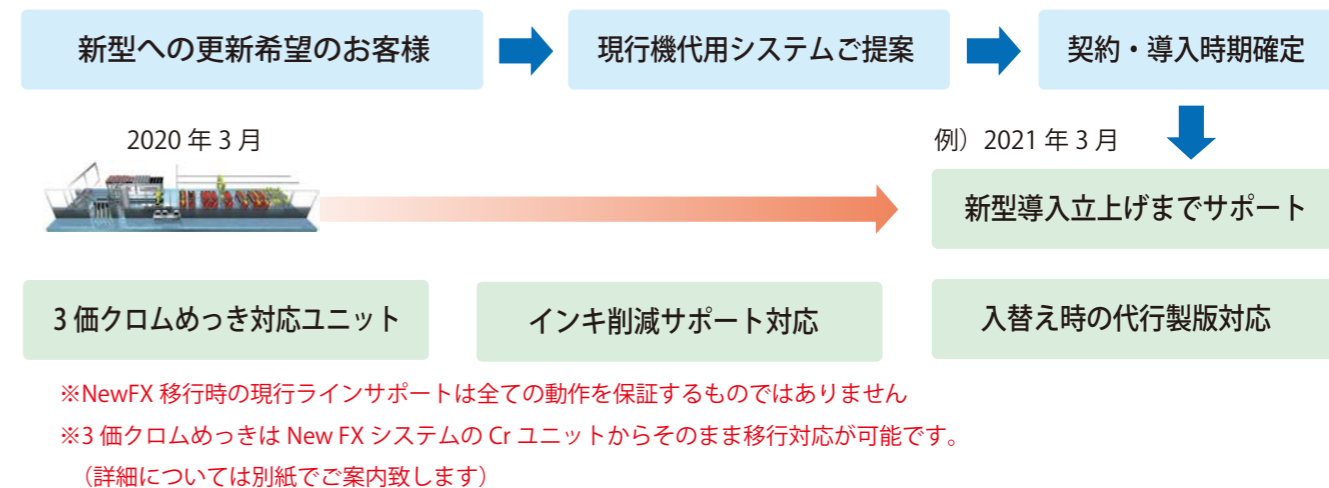 新型への更新希望のお客様
現行機代用システムご提案
契約・導入時期確定
2020 年 3 月
例）2021 年 3 月
新型導入立上げまでサポート
3 価クロムめっき対応ユニット
インキ削減サポート対応
入替え時の代行製版対応
※NewFX 移行時の現行ラインサポートは全ての動作を保証するものではありません
※3 価クロムめっきは New FX システムの Cr ユニットからそのまま移行対応が可能です。
（詳細については別紙でご案内致します）